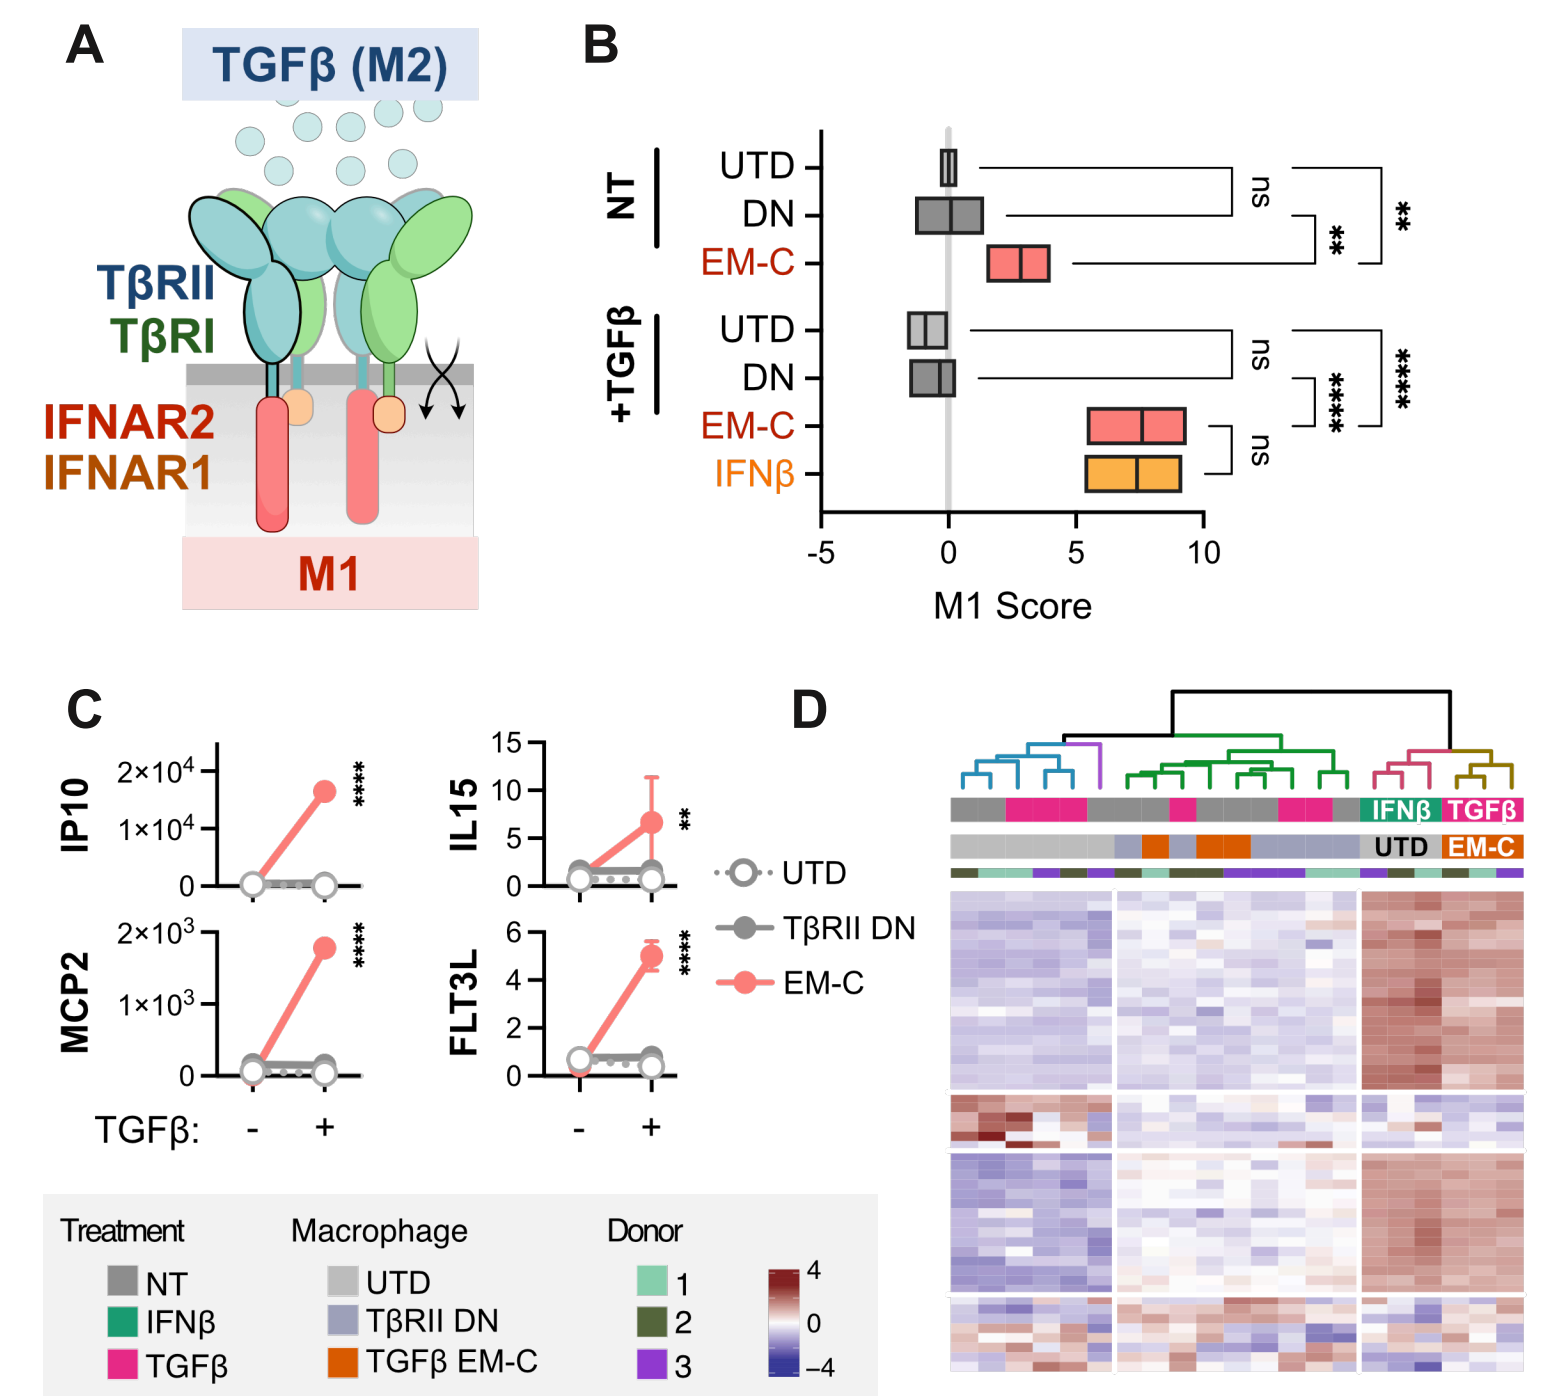 A
TGFβ (M2)
TβRII
TβRI
IFNAR2
IFNAR1
M1
B
NT
UTD
DN
EM-C
+TGFβ
UTD
DN
EM-C
IFNβ
ns
**
**
ns
****
****
ns
-5 0 5 10
M1 Score
C
IP10
2×10⁴
1×10⁴
0
****
IL15
15
10
5
0
**
MCP2
2×10³
1×10³
0
****
FLT3L
6
4
2
0
****
TGFβ: - + - +
UTD
TβRII DN
EM-C
D
IFNβ TGFβ
UTD EM-C
Treatment Macrophage Donor
NT UTD 1 4
IFNβ TβRII DN 2 0
TGFβ TGFβ EM-C 3 −4